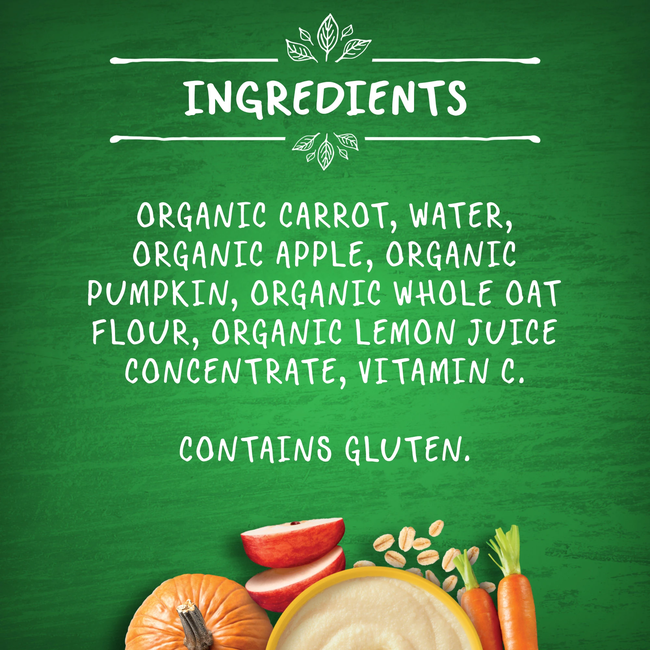 INGREDIENTS
ORGANIC CARROT, WATER,
ORGANIC APPLE, ORGANIC
PUMPKIN, ORGANIC WHOLE OAT
FLOUR, ORGANIC LEMON JUICE
CONCENTRATE, VITAMIN C.
CONTAINS GLUTEN.